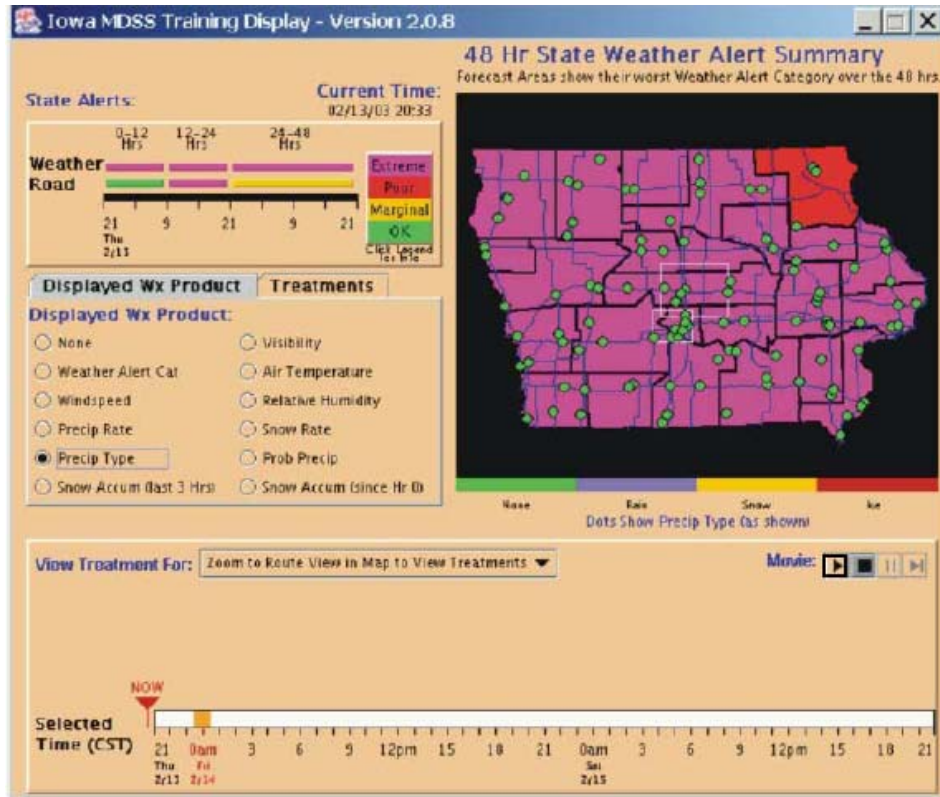 Iowa MDSS Training Display - Version 2.0.8
48 Hr State Weather Alert Summary
Forecast Areas show their worst Weather Alert Category over the 48 hrs
State Alerts:
Current Time:
02/13/03 20:33
0-12 Hrs 12-24 Hrs 24-48 Hrs
Weather
Road
Extreme
Poor
Marginal
OK
Click Legend
for Info
21 9 21 9 21
Thu
2/13
Displayed Wx Product Treatments
Displayed Wx Product:
None Visibility
Weather Alert Cat Air Temperature
Windspeed Relative Humidity
Precip Rate Snow Rate
Precip Type Prob Precip
Snow Accum (last 3 Hrs) Snow Accum (since Hr 0)
None Rain Snow Ice
Dots Show Precip Type (as shown)
View Treatment For: Zoom to Route View in Map to View Treatments
Movie:
NOW
Selected
Time (CST)
21 0am 3 6 9 12pm 15 18 21 0am 3 6 9 12pm 15 18 21
Thu Fri Sat
2/13 2/14 2/15